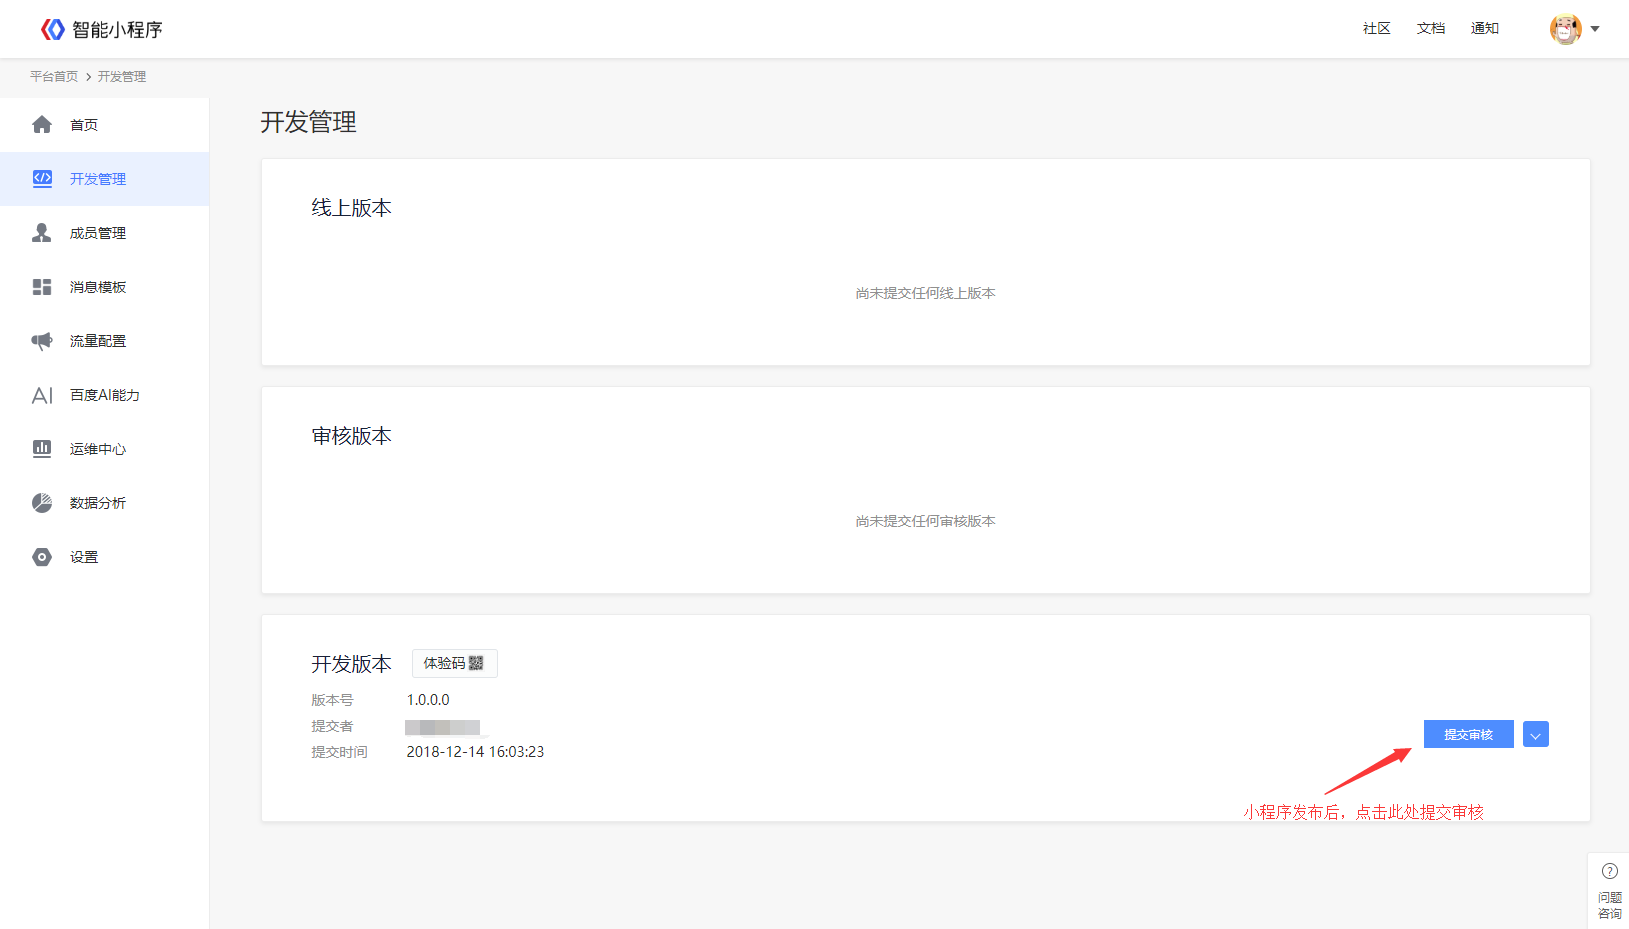 智能小程序
社区 文档 通知
平台首页 > 开发管理
首页
开发管理
成员管理
消息模板
流量配置
AI 百度AI能力
运维中心
数据分析
设置
开发管理
线上版本
尚未提交任何线上版本
审核版本
尚未提交任何审核版本
开发版本 体验码
版本号 1.0.0.0
提交者
提交时间 2018-12-14 16:03:23
提交审核
小程序发布后，点击此处提交审核
?
问题
咨询